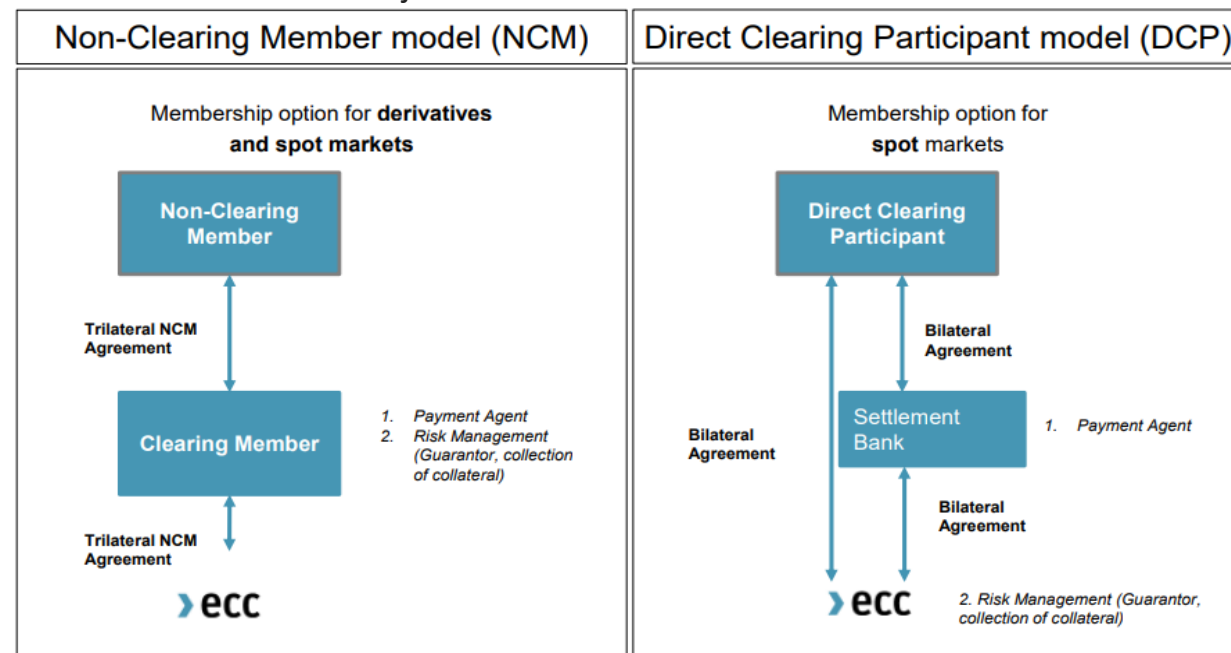 Non-Clearing Member model (NCM)
Membership option for derivatives
and spot markets
Non-Clearing
Member
Trilateral NCM
Agreement
Clearing Member
1. Payment Agent
2. Risk Management
(Guarantor, collection
of collateral)
Trilateral NCM
Agreement
ecc
Direct Clearing Participant model (DCP)
Membership option for
spot markets
Direct Clearing
Participant
Bilateral
Agreement
Bilateral
Agreement
Settlement
Bank
1. Payment Agent
Bilateral
Agreement
ecc
2. Risk Management (Guarantor,
collection of collateral)